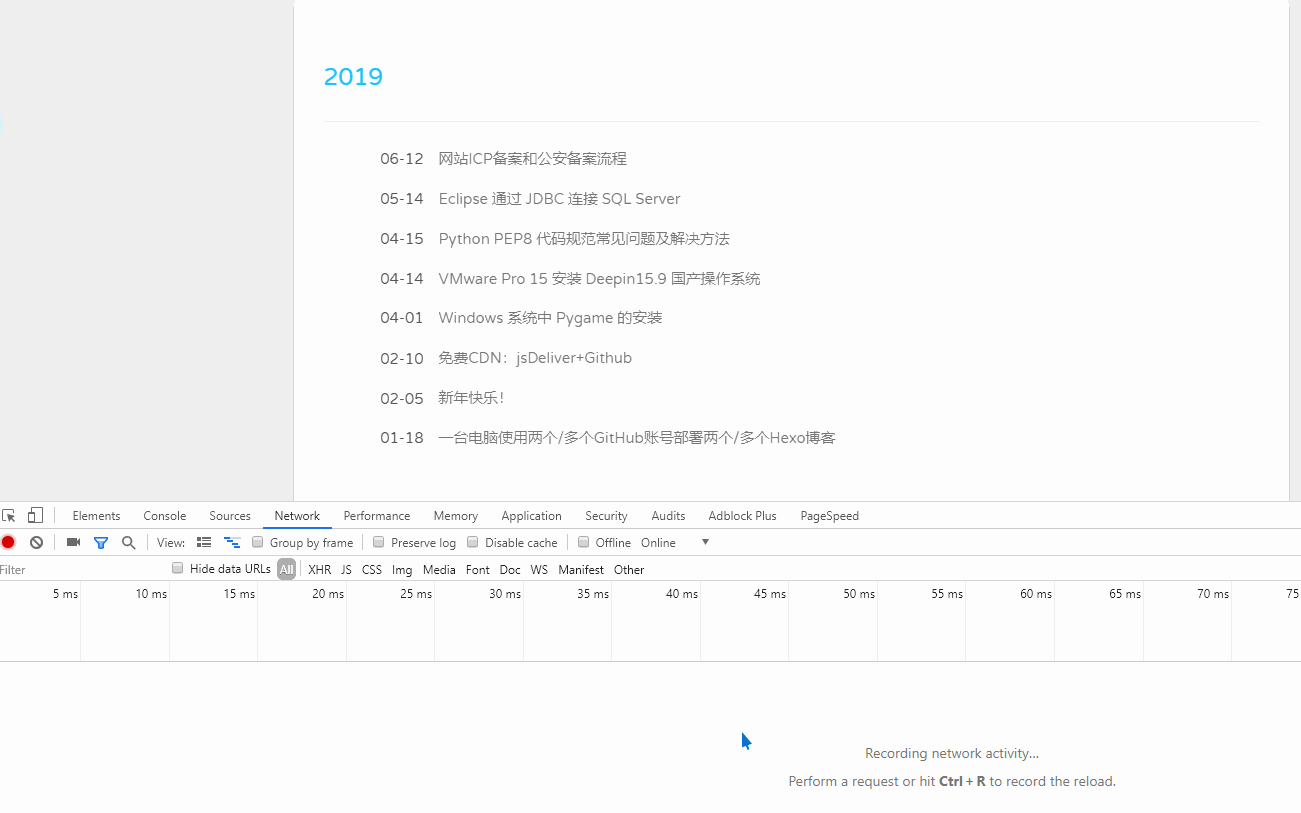 2019
06-12 网站ICP备案和公安备案流程
05-14 Eclipse 通过 JDBC 连接 SQL Server
04-15 Python PEP8 代码规范常见问题及解决方法
04-14 VMware Pro 15 安装 Deepin15.9 国产操作系统
04-01 Windows 系统中 Pygame 的安装
02-10 免费CDN：jsDeliver+Github
02-05 新年快乐！
01-18 一台电脑使用两个/多个GitHub账号部署两个/多个Hexo博客
Elements Console Sources Network Performance Memory Application Security Audits Adblock Plus PageSpeed
View: Group by frame Preserve log Disable cache Offline Online
Filter Hide data URLs All XHR JS CSS Img Media Font Doc WS Manifest Other
5 ms 10 ms 15 ms 20 ms 25 ms 30 ms 35 ms 40 ms 45 ms 50 ms 55 ms 60 ms 65 ms 70 ms 75
Recording network activity...
Perform a request or hit Ctrl + R to record the reload.